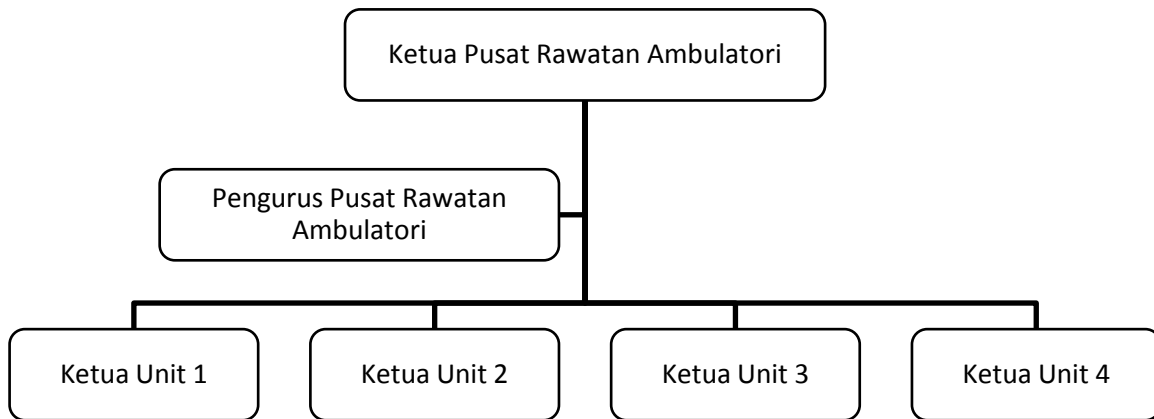 Ketua Pusat Rawatan Ambulatori
Pengurus Pusat Rawatan
Ambulatori
Ketua Unit 1
Ketua Unit 2
Ketua Unit 3
Ketua Unit 4